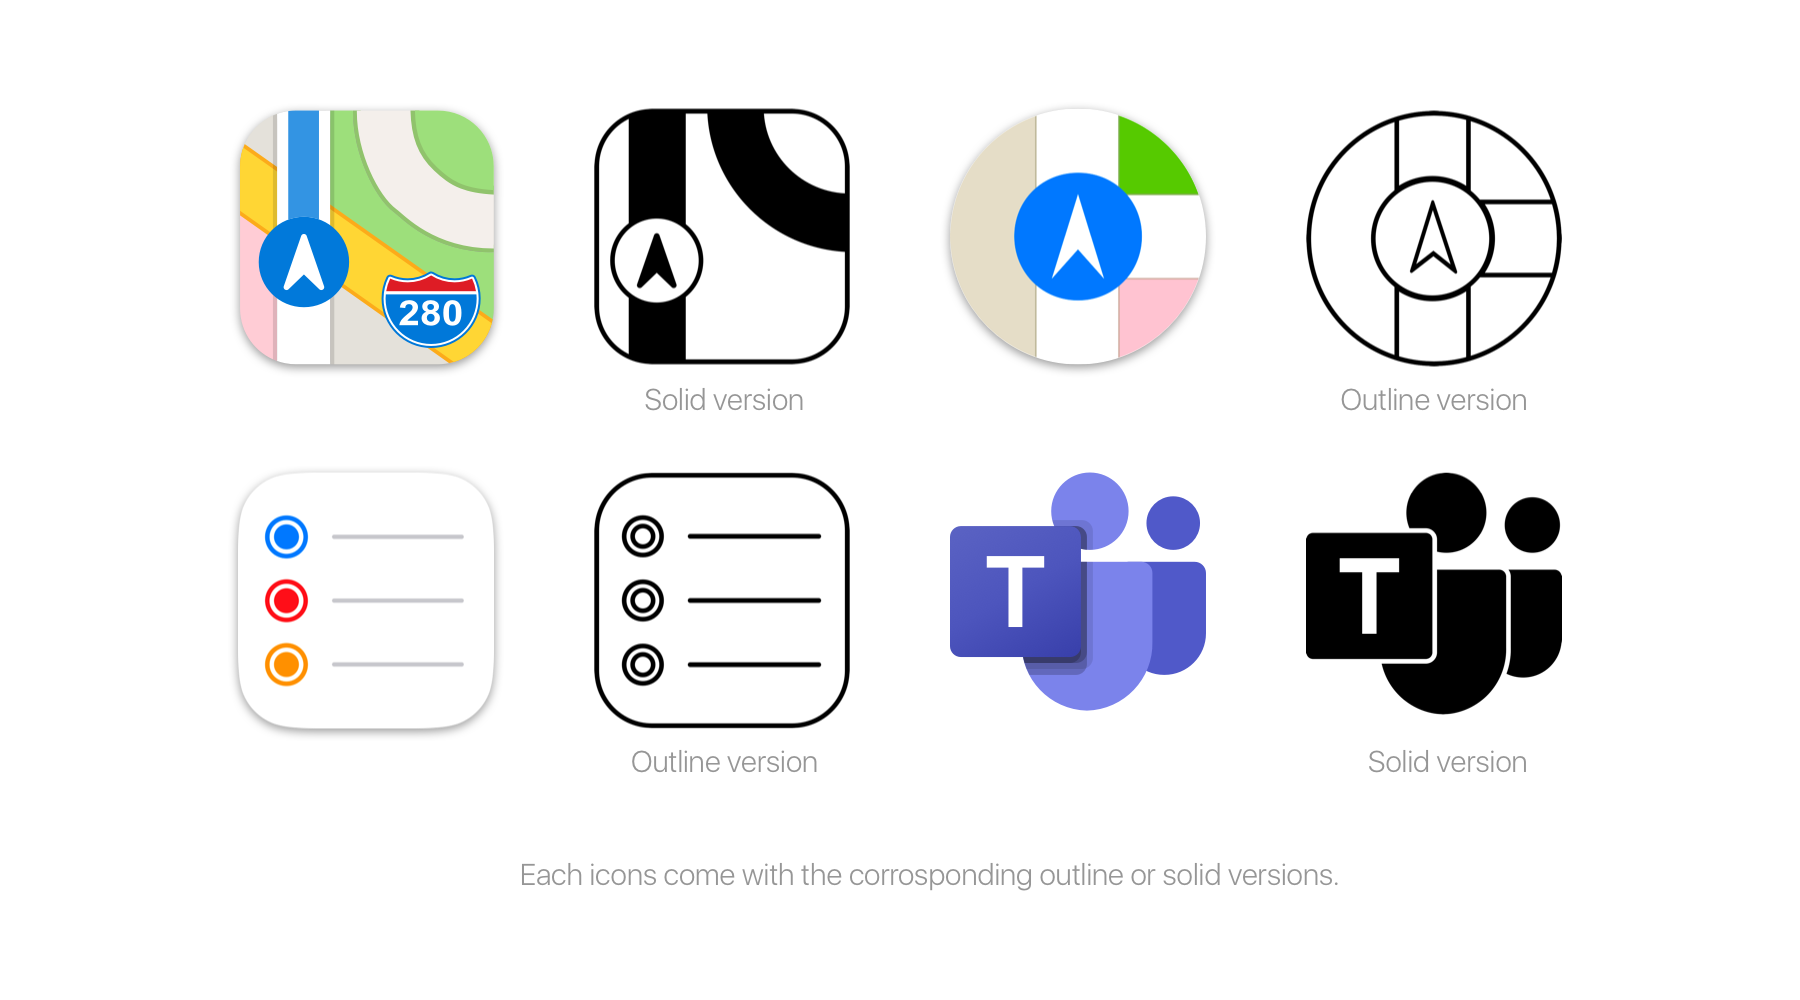 280
Solid version
Outline version
T
T
Outline version
Solid version
Each icons come with the corrosponding outline or solid versions.